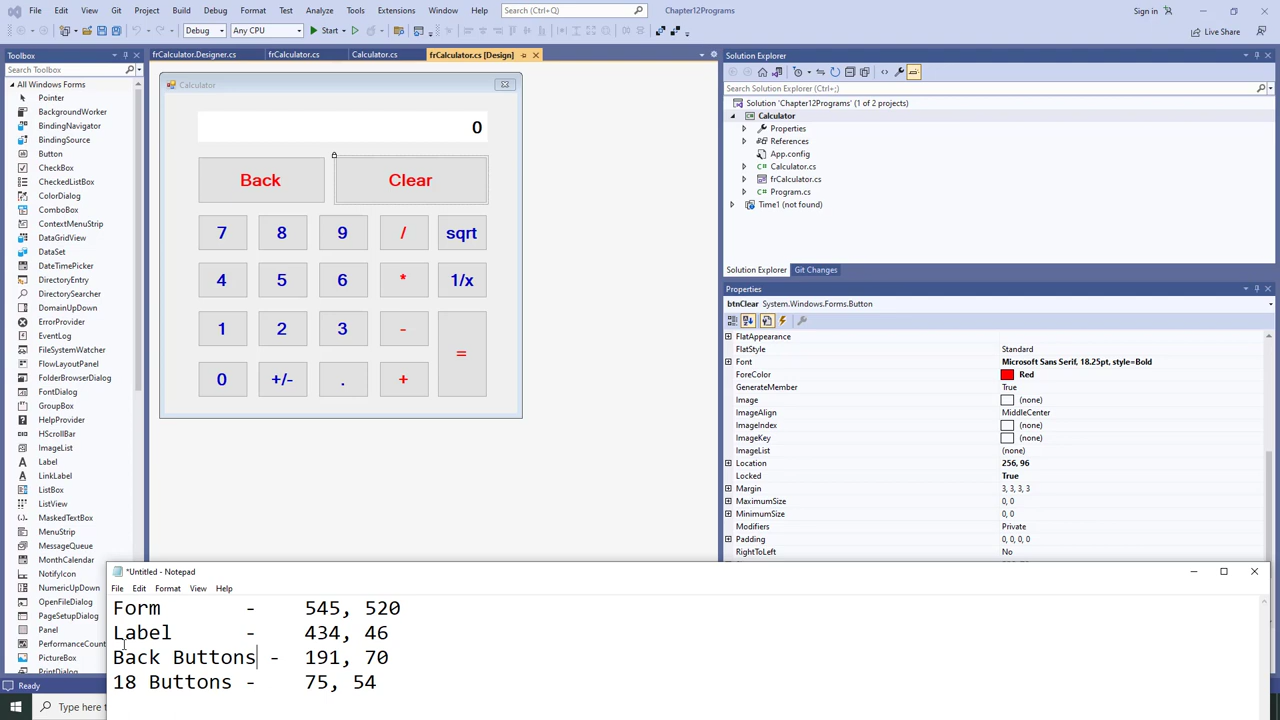 File Edit View Git Project Build Debug Format Test Analyze Tools Extensions Window Help Search (Ctrl+Q) Chapter12Programs Sign in
Debug Any CPU Start Live Share
Toolbox
Search Toolbox
All Windows Forms
Pointer
BackgroundWorker
BindingNavigator
BindingSource
Button
CheckBox
CheckedListBox
ColorDialog
ComboBox
ContextMenuStrip
DataGridView
DataSet
DateTimePicker
DirectoryEntry
DirectorySearcher
DomainUpDown
ErrorProvider
EventLog
FileSystemWatcher
FlowLayoutPanel
FolderBrowserDialog
FontDialog
GroupBox
HelpProvider
HScrollBar
ImageList
Label
LinkLabel
ListBox
ListView
MaskedTextBox
MenuStrip
MessageQueue
MonthCalendar
NotifyIcon
NumericUpDown
OpenFileDialog
PageSetupDialog
Panel
PerformanceCount
PictureBox
PrintDialog
Ready
Type here t
frCalculator.Designer.cs frCalculator.cs Calculator.cs frCalculator.cs [Design]
Calculator
0
Back Clear
7 8 9 / sqrt
4 5 6 * 1/x
1 2 3 -
=
0 +/- . +
Solution Explorer
Search Solution Explorer (Ctrl+;)
Solution 'Chapter12Programs' (1 of 2 projects)
Calculator
Properties
References
App.config
Calculator.cs
frCalculator.cs
Program.cs
Time1 (not found)
Solution Explorer Git Changes
Properties
btnClear System.Windows.Forms.Button
FlatAppearance
FlatStyle Standard
Font Microsoft Sans Serif, 18.25pt, style=Bold
ForeColor Red
GenerateMember True
Image (none)
ImageAlign MiddleCenter
ImageIndex (none)
ImageKey (none)
ImageList (none)
Location 256, 96
Locked True
Margin 3, 3, 3, 3
MaximumSize 0, 0
MinimumSize 0, 0
Modifiers Private
Padding 0, 0, 0, 0
RightToLeft No
*Untitled - Notepad
File Edit Format View Help
Form - 545, 520
Label - 434, 46
Back Buttons - 191, 70
18 Buttons - 75, 54